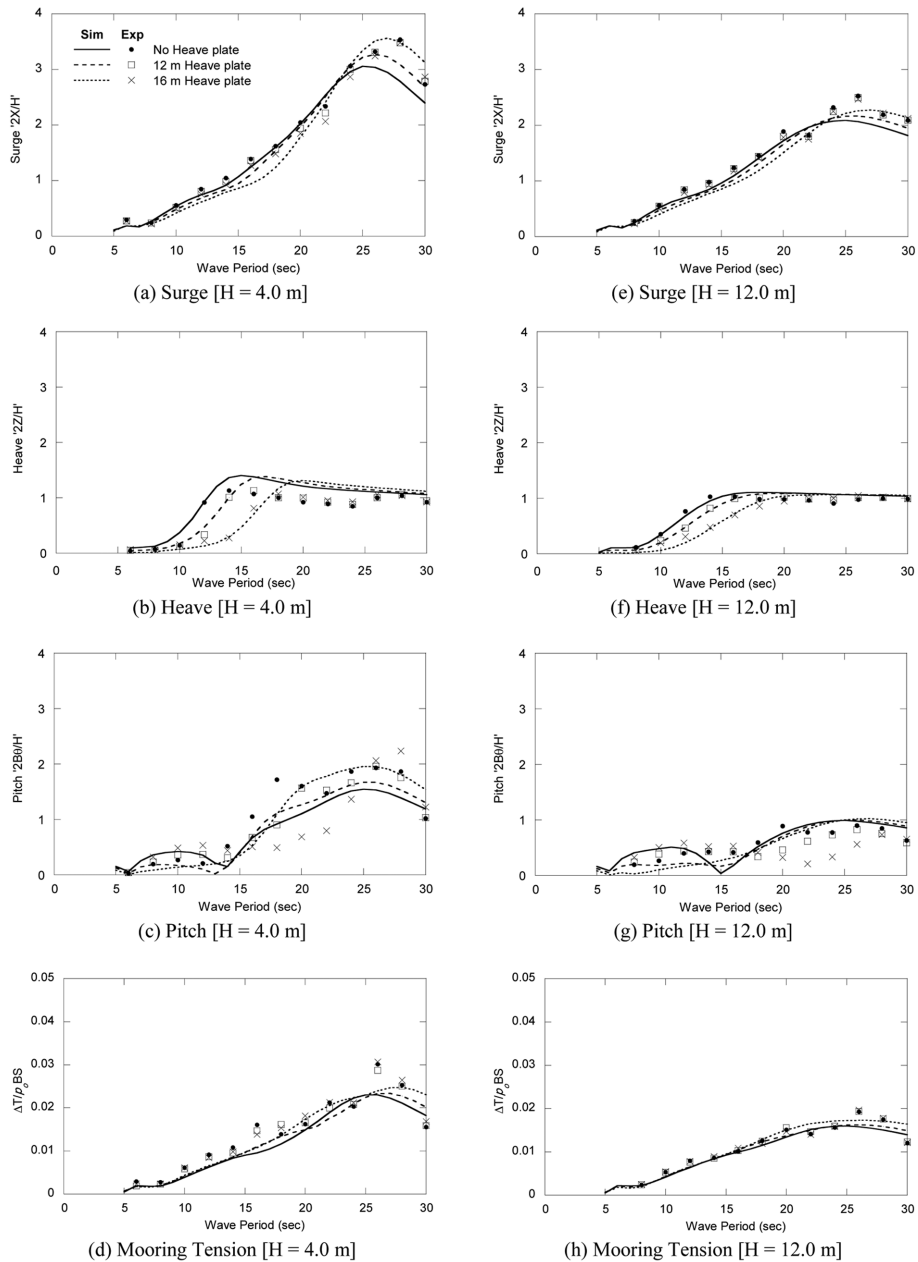 4
3
2
1
0
Surge '2X/H'
Sim Exp
No Heave plate
12 m Heave plate
16 m Heave plate
0 5 10 15 20 25 30
Wave Period (sec)
(a) Surge [H = 4.0 m]
4
3
2
1
0
Surge '2X/H'
0 5 10 15 20 25 30
Wave Period (sec)
(e) Surge [H = 12.0 m]
4
3
2
1
0
Heave '2Z/H'
0 5 10 15 20 25 30
Wave Period (sec)
(b) Heave [H = 4.0 m]
4
3
2
1
0
Heave '2Z/H'
0 5 10 15 20 25 30
Wave Period (sec)
(f) Heave [H = 12.0 m]
4
3
2
1
0
Pitch '2Bθ/H'
0 5 10 15 20 25 30
Wave Period (sec)
(c) Pitch [H = 4.0 m]
4
3
2
1
0
Pitch '2Bθ/H'
0 5 10 15 20 25 30
Wave Period (sec)
(g) Pitch [H = 12.0 m]
0.05
0.04
0.03
0.02
0.01
0
ΔT/pₒ BS
0 5 10 15 20 25 30
Wave Period (sec)
(d) Mooring Tension [H = 4.0 m]
0.05
0.04
0.03
0.02
0.01
0
ΔT/pₒ BS
0 5 10 15 20 25 30
Wave Period (sec)
(h) Mooring Tension [H = 12.0 m]